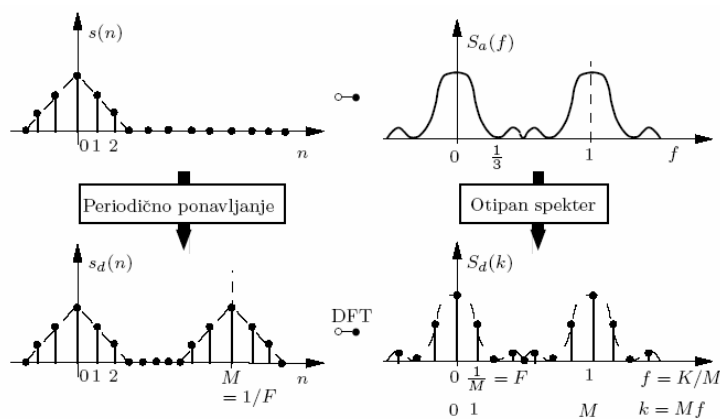 s(n)
S_a(f)
0 1 2
n
0
1/3
1
f
Periodično ponavljanje
Otipan spekter
s_d(n)
S_d(k)
DFT
0 1 2
M
= 1/F
n
0
1/M = F
1
f = K/M
0 1
M
k = Mf